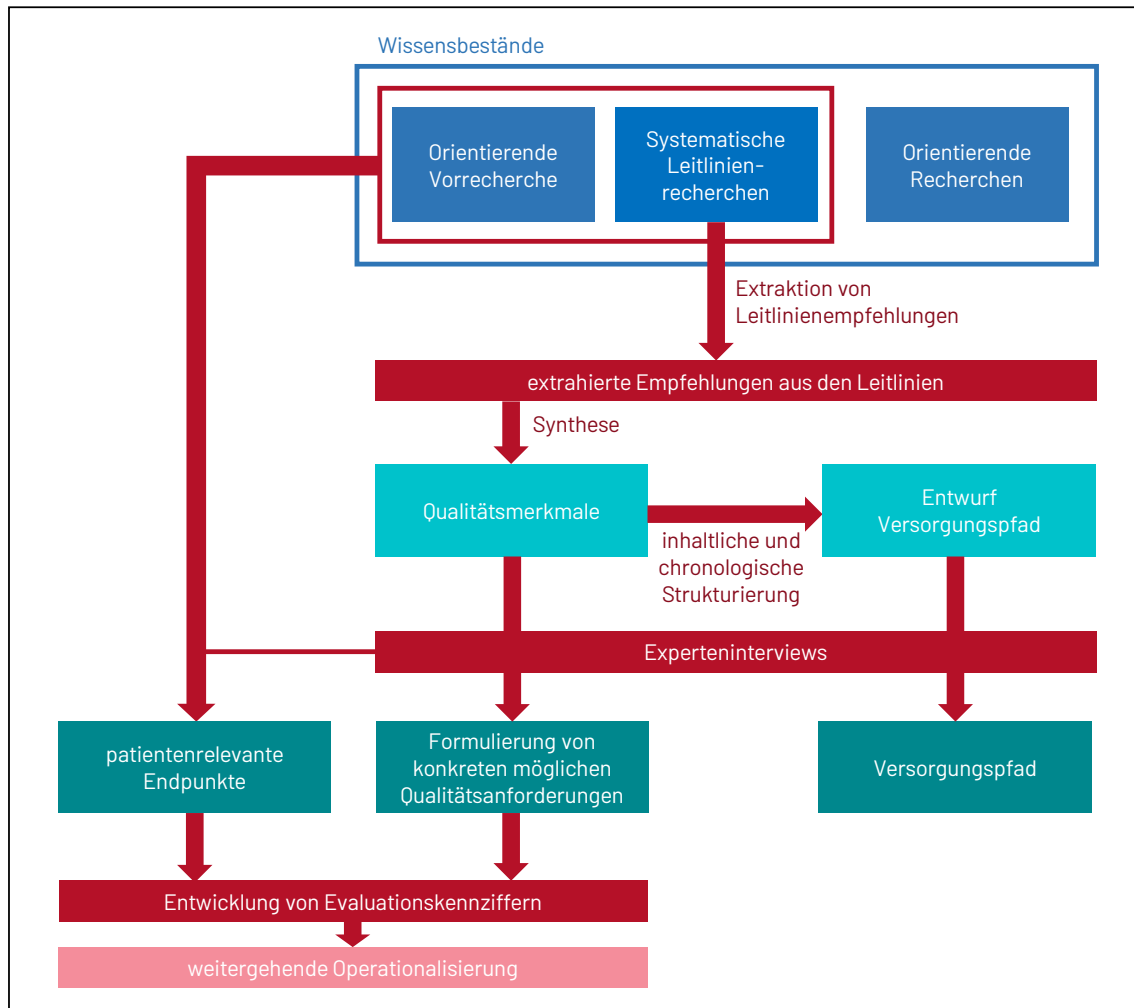 Wissensbestände
Orientierende
Vorrecherche
Systematische
Leitlinien-
recherchen
Orientierende
Recherchen
Extraktion von
Leitlinienempfehlungen
extrahierte Empfehlungen aus den Leitlinien
Synthese
Qualitätsmerkmale
inhaltliche und
chronologische
Strukturierung
Entwurf
Versorgungspfad
Experteninterviews
patientenrelevante
Endpunkte
Formulierung von
konkreten möglichen
Qualitätsanforderungen
Versorgungspfad
Entwicklung von Evaluationskennziffern
weitergehende Operationalisierung